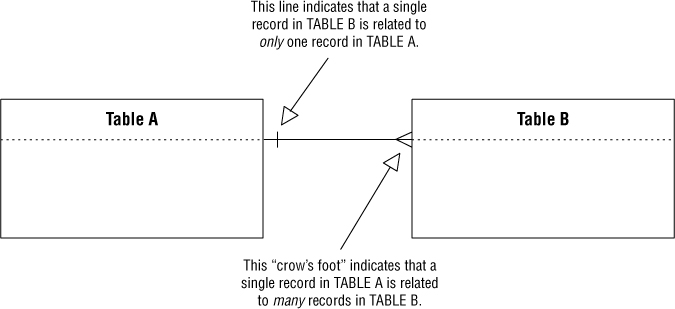 This line indicates that a single
record in TABLE B is related to
only one record in TABLE A.
Table A
Table B
This “crow’s foot” indicates that a
single record in TABLE A is related
to many records in TABLE B.